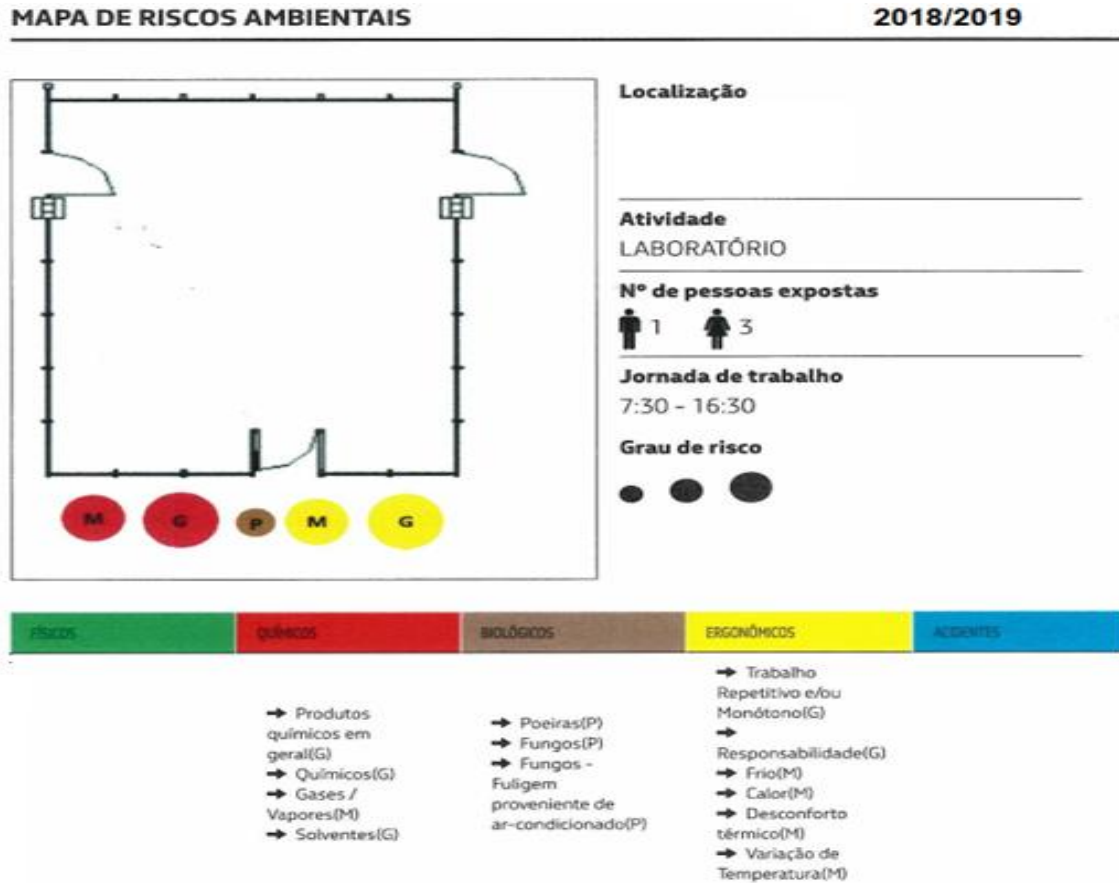 MAPA DE RISCOS AMBIENTAIS 2018/2019
Localização
Atividade
LABORATÓRIO
Nº de pessoas expostas
1 3
Jornada de trabalho
7:30 - 16:30
Grau de risco
M G P M G
FÍSICOS QUÍMICOS BIOLÓGICOS ERGONÔMICOS ACIDENTES
→ Produtos
químicos em
geral(G)
→ Químicos(G)
→ Gases /
Vapores(M)
→ Solventes(G)
→ Poeiras(P)
→ Fungos(P)
→ Fungos -
Fuligem
proveniente de
ar-condicionado(P)
→ Trabalho
Repetitivo e/ou
Monótono(G)
→
Responsabilidade(G)
→ Frio(M)
→ Calor(M)
→ Desconforto
térmico(M)
→ Variação de
Temperatura(M)